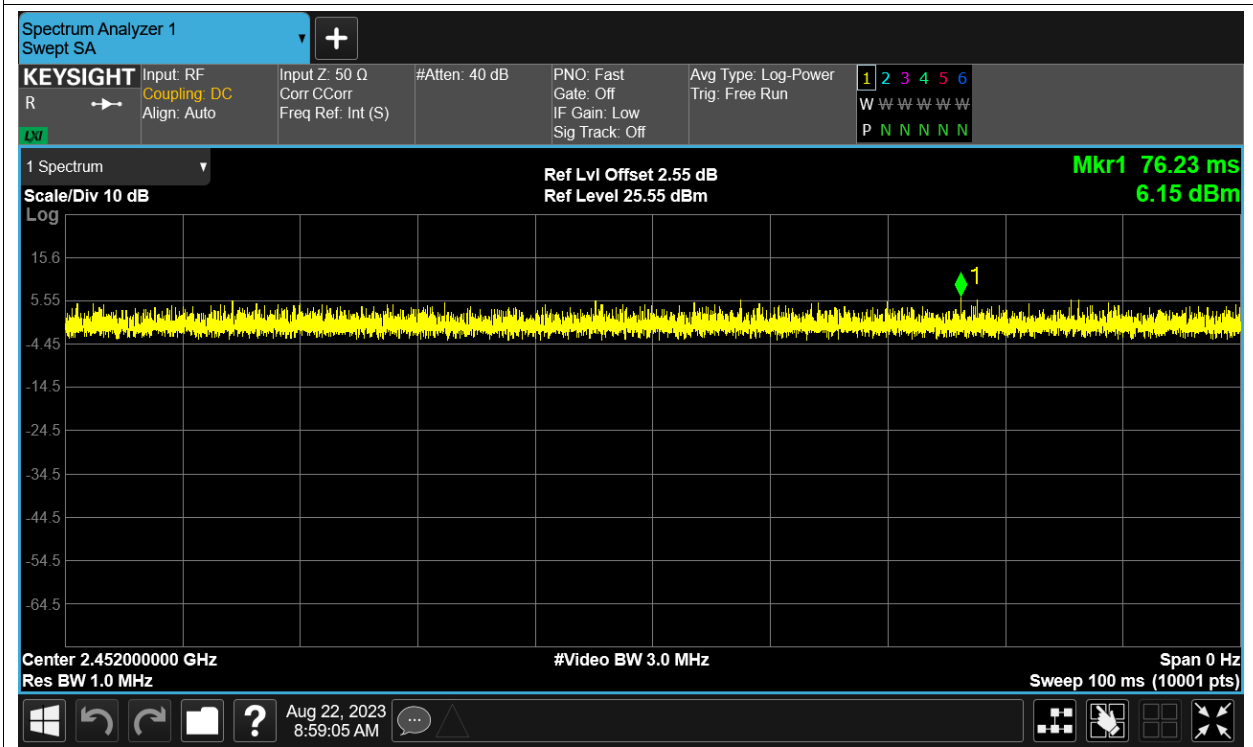 Spectrum Analyzer 1
Swept SA
KEYSIGHT
R
LXI
Input: RF
Coupling: DC
Align: Auto
Input Z: 50 Ω
Corr CCorr
Freq Ref: Int (S)
#Atten: 40 dB
PNO: Fast
Gate: Off
IF Gain: Low
Sig Track: Off
Avg Type: Log-Power
Trig: Free Run
1 2 3 4 5 6
W W W W W W
P N N N N N
1 Spectrum
Scale/Div 10 dB
Ref Lvl Offset 2.55 dB
Ref Level 25.55 dBm
Mkr1 76.23 ms
6.15 dBm
Log
15.6
5.55
-4.45
-14.5
-24.5
-34.5
-44.5
-54.5
-64.5
1
Center 2.452000000 GHz
Res BW 1.0 MHz
#Video BW 3.0 MHz
Span 0 Hz
Sweep 100 ms (10001 pts)
?
Aug 22, 2023
8:59:05 AM